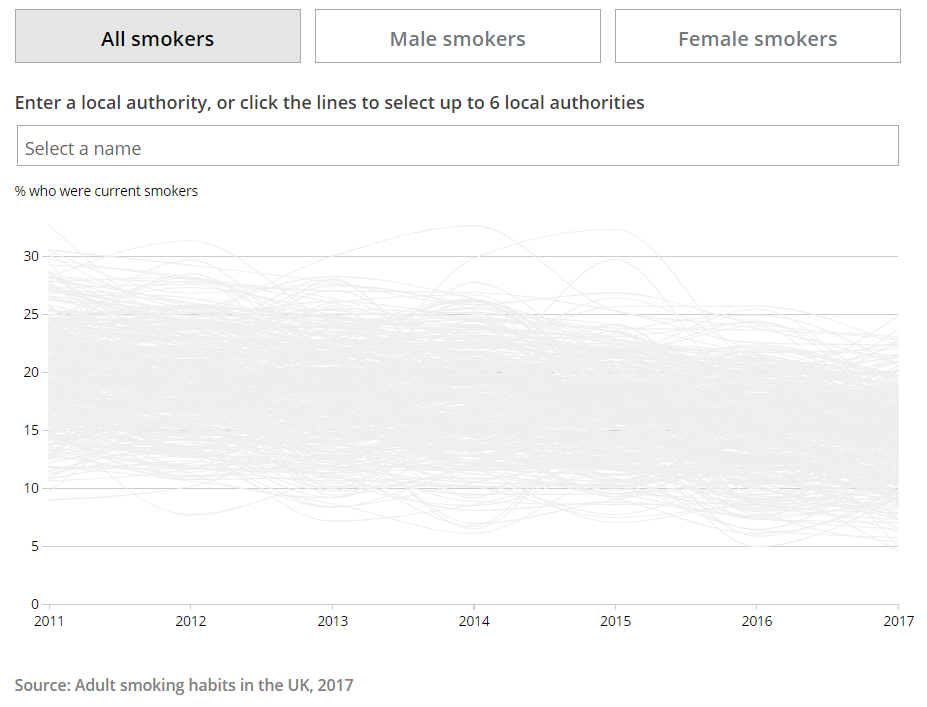 All smokers Male smokers Female smokers
Enter a local authority, or click the lines to select up to 6 local authorities
Select a name
% who were current smokers
30
25
20
15
10
5
0
2011 2012 2013 2014 2015 2016 2017
Source: Adult smoking habits in the UK, 2017